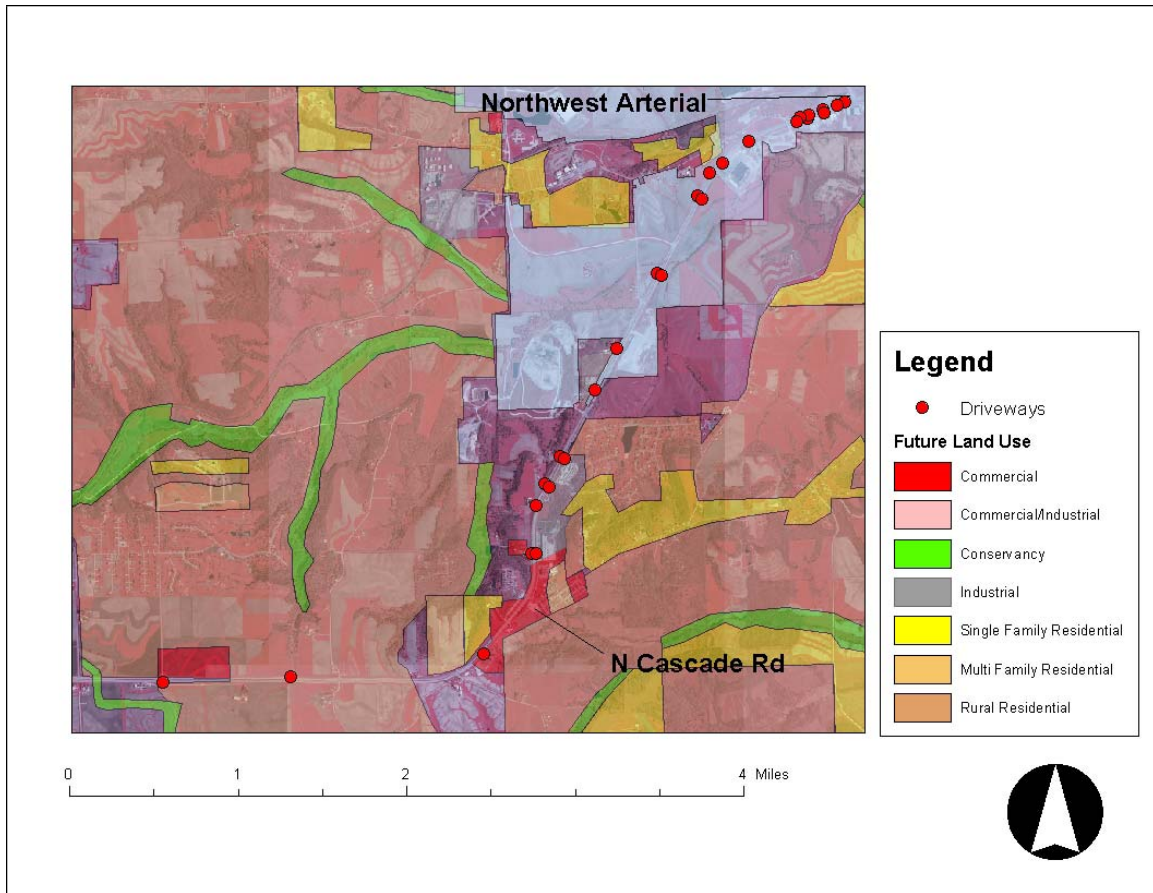 Northwest Arterial
N Cascade Rd
Legend
Driveways
Future Land Use
Commercial
Commercial/Industrial
Conservancy
Industrial
Single Family Residential
Multi Family Residential
Rural Residential
0 1 2 4 Miles